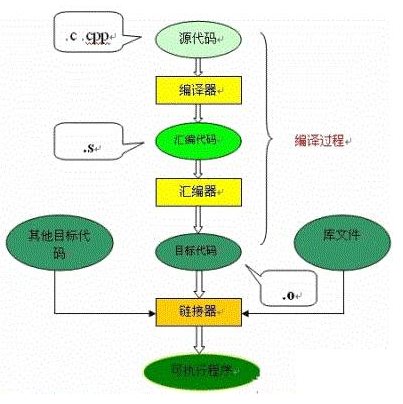 .c .cpp
源代码
编译器
.s
汇编代码
编译过程
汇编器
其他目标代
码
目标代码
库文件
.o
链接器
可执行程序